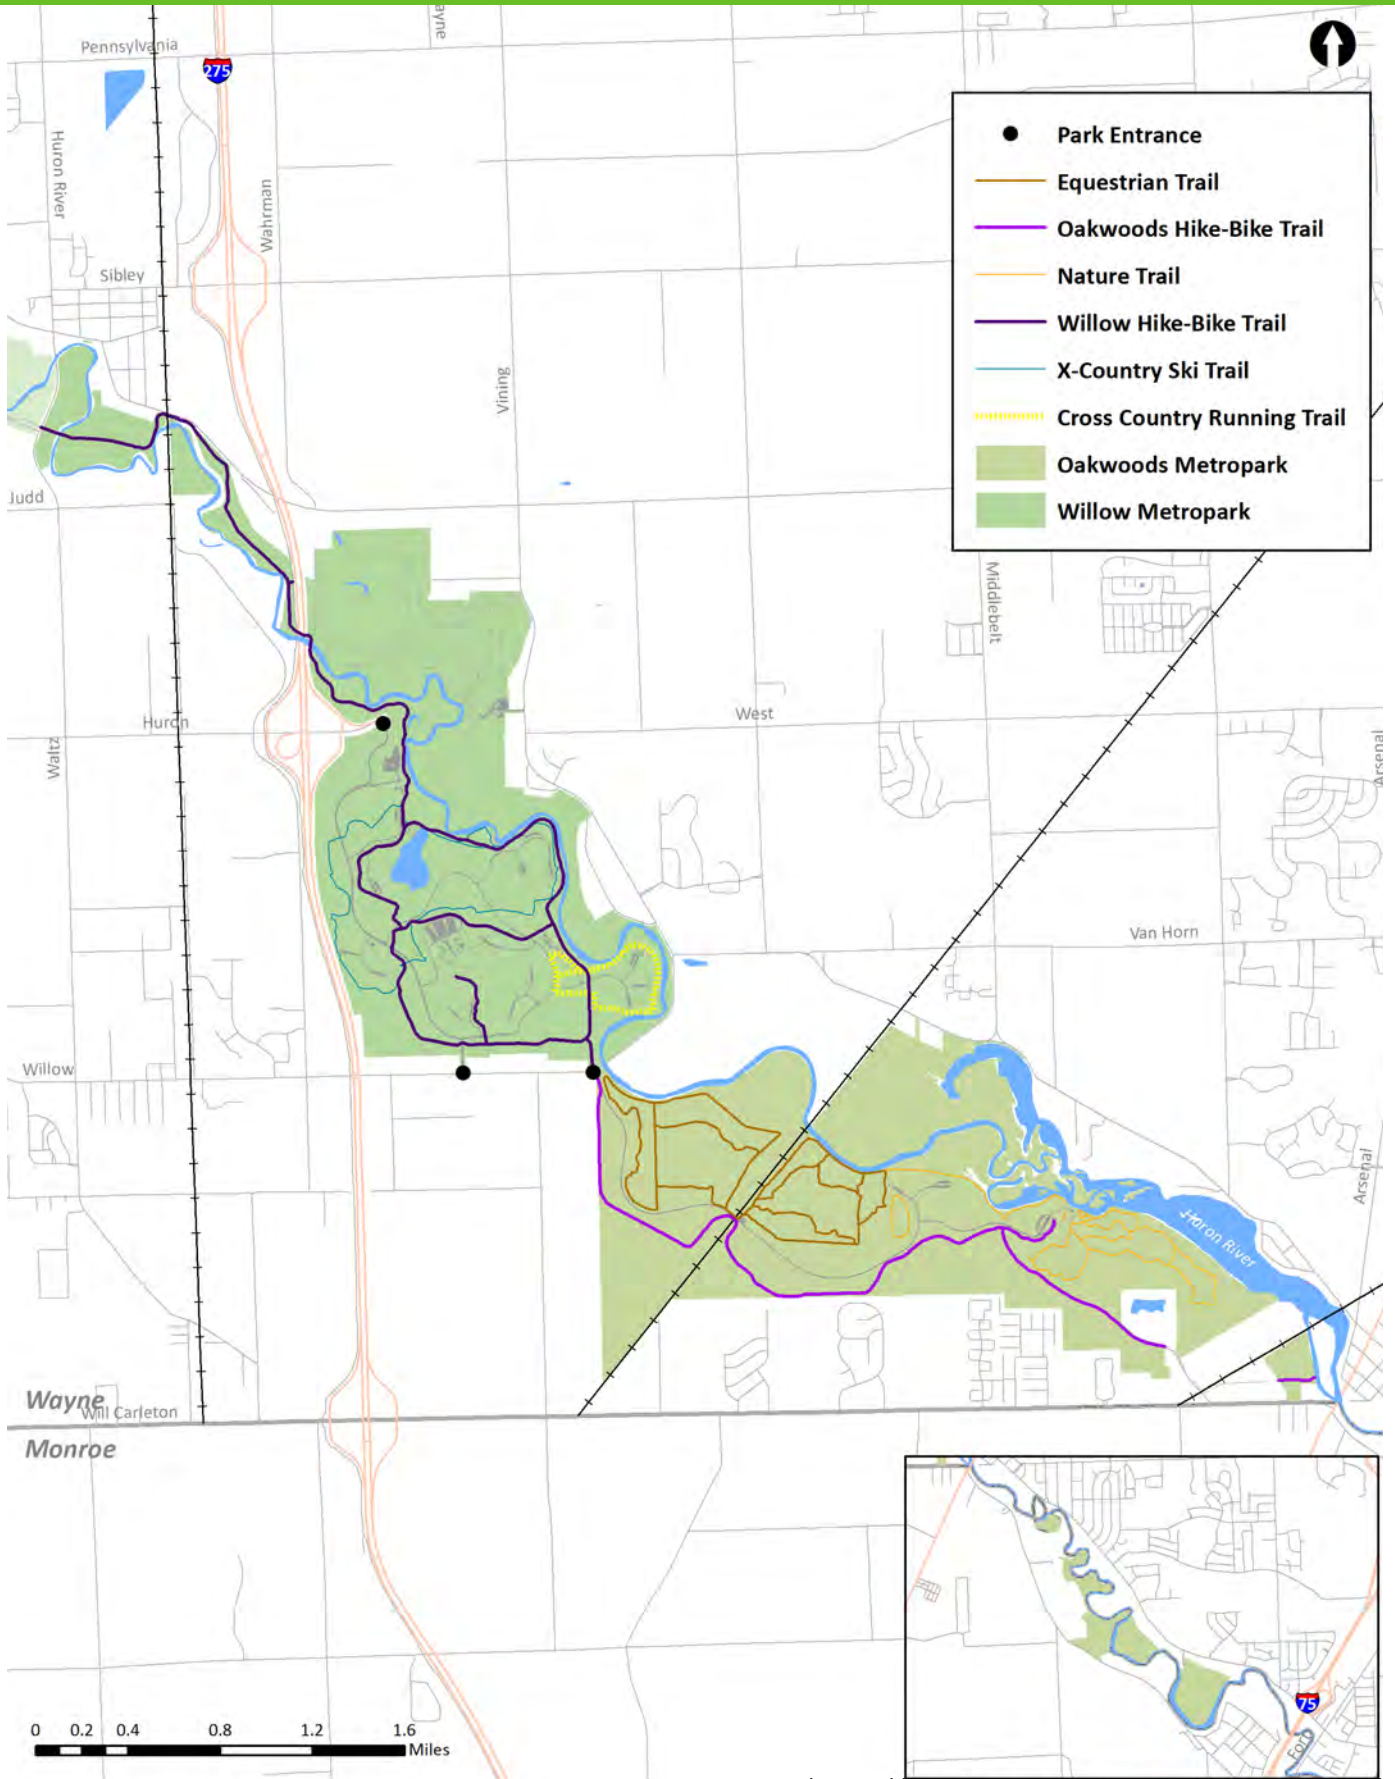 ayne
Pennsylvania
275
Huron River
Wahrman
Sibley
Park Entrance
Equestrian Trail
Oakwoods Hike-Bike Trail
Nature Trail
Willow Hike-Bike Trail
X-Country Ski Trail
Cross Country Running Trail
Oakwoods Metropark
Willow Metropark
Vining
Judd
Middlebelt
West
Huron
Waltz
Arsenal
Van Horn
Willow
Arsenal
Huron River
Wayne
Will Carleton
Monroe
75
Fort
0 0.2 0.4 0.8 1.2 1.6
Miles